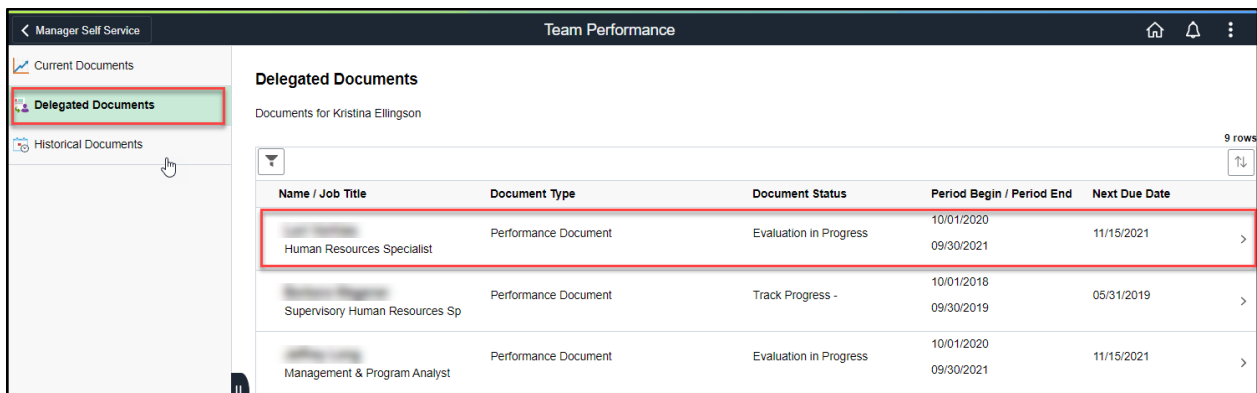 Manager Self Service
Team Performance
Current Documents
Delegated Documents
Historical Documents
Delegated Documents
Documents for Kristina Ellingson
9 rows
Name / Job Title Document Type Document Status Period Begin / Period End Next Due Date
10/01/2020
Performance Document Evaluation in Progress 11/15/2021
Human Resources Specialist 09/30/2021
10/01/2018
Performance Document Track Progress - 05/31/2019
Supervisory Human Resources Sp 09/30/2019
10/01/2020
Performance Document Evaluation in Progress 11/15/2021
Management & Program Analyst 09/30/2021